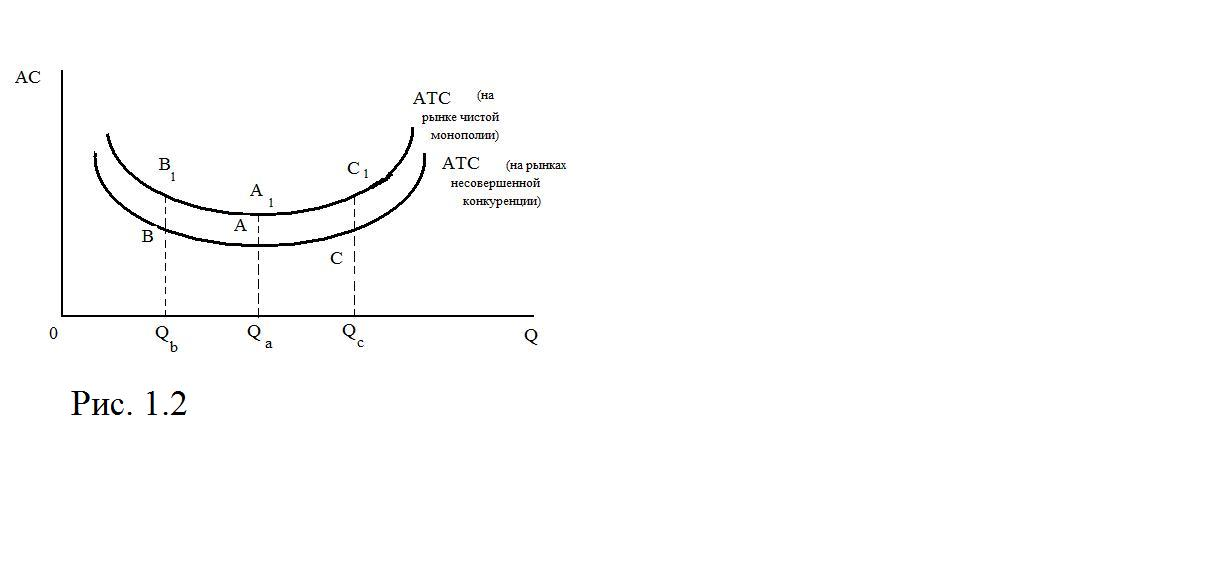 AC
ATC (на
рынке чистой
монополии)
ATC (на рынках
несовершенной
конкуренции)
B1
A1
C1
B
A
C
0
Qb
Qa
Qc
Q
Рис. 1.2